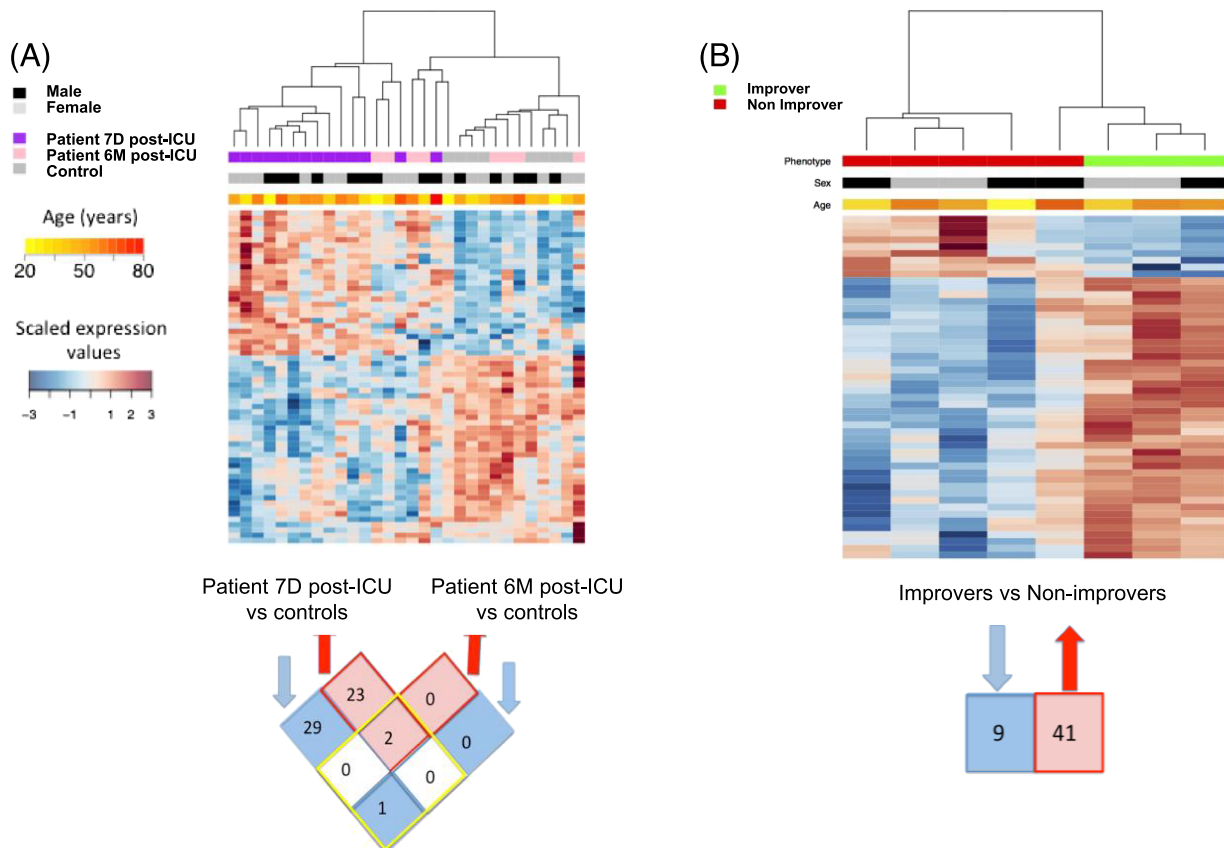 (A)
Male
Female
Patient 7D post-ICU
Patient 6M post-ICU
Control
Age (years)
20 50 80
Scaled expression
values
−3 −1 1 2 3
Patient 7D post-ICU
vs controls
Patient 6M post-ICU
vs controls
23
0
29
2
0
0
0
1
(B)
Improver
Non Improver
Phenotype
Sex
Age
Improvers vs Non-improvers
9
41